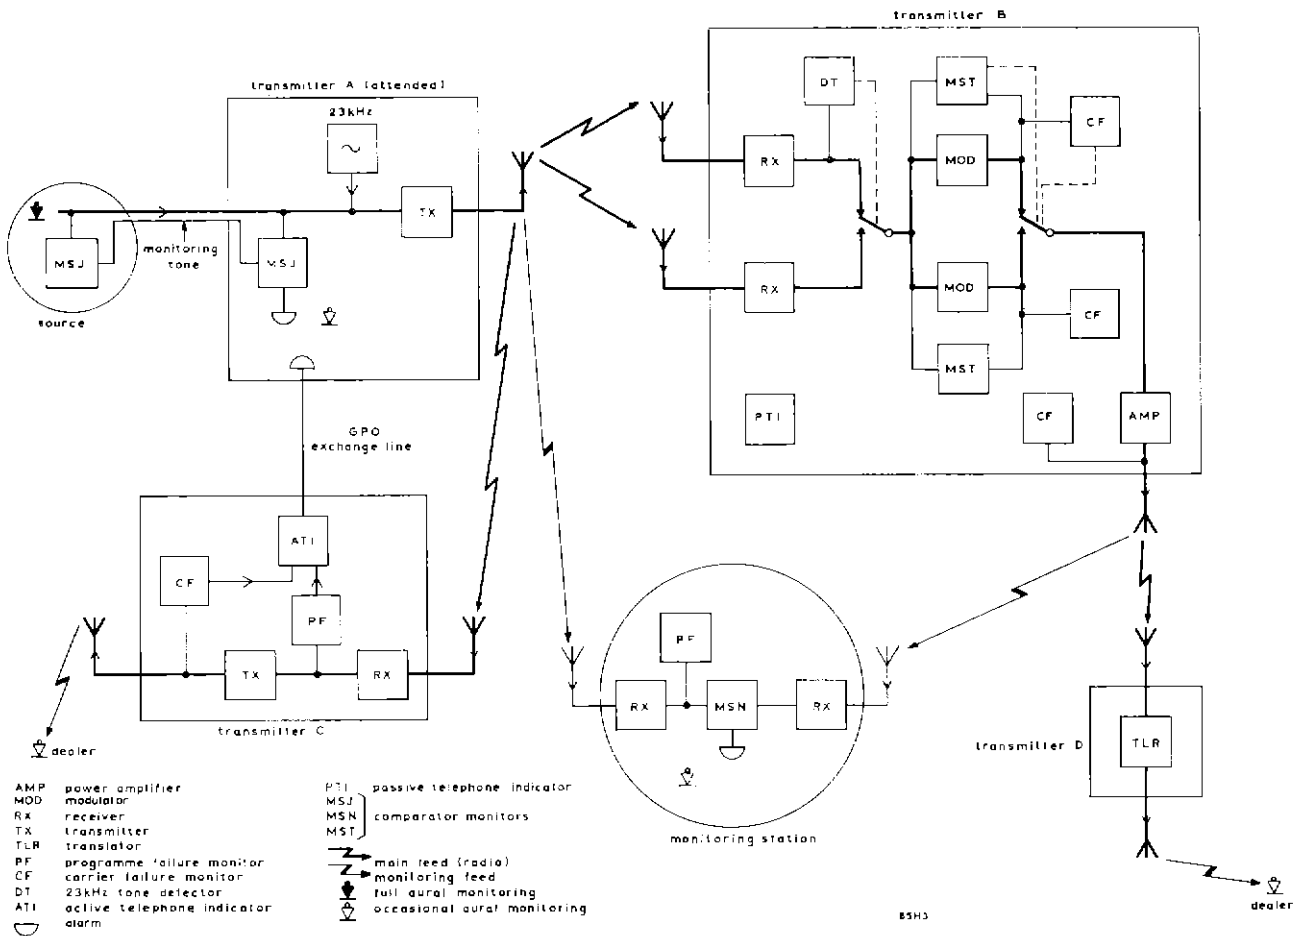 transmitter B
transmitter A (attended)
23kHz
DT
MST
CF
RX
MOD
TX
MSJ
monitoring
tone
MSJ
source
RX
MOD
CF
MST
PTI
CF
AMP
GPO
exchange line
ATI
CF
PF
TX
RX
transmitter C
dealer
PF
RX
MSN
RX
monitoring station
transmitter D
TLR
dealer
AMP power amplifier
MOD modulator
RX receiver
TX transmitter
TLR translator
PF programme failure monitor
CF carrier failure monitor
DT 23kHz tone detector
ATI active telephone indicator
alarm
PTI passive telephone indicator
MSJ
MSN comparator monitors
MST
main feed (radio)
monitoring feed
full aural monitoring
occasional aural monitoring
BSH3